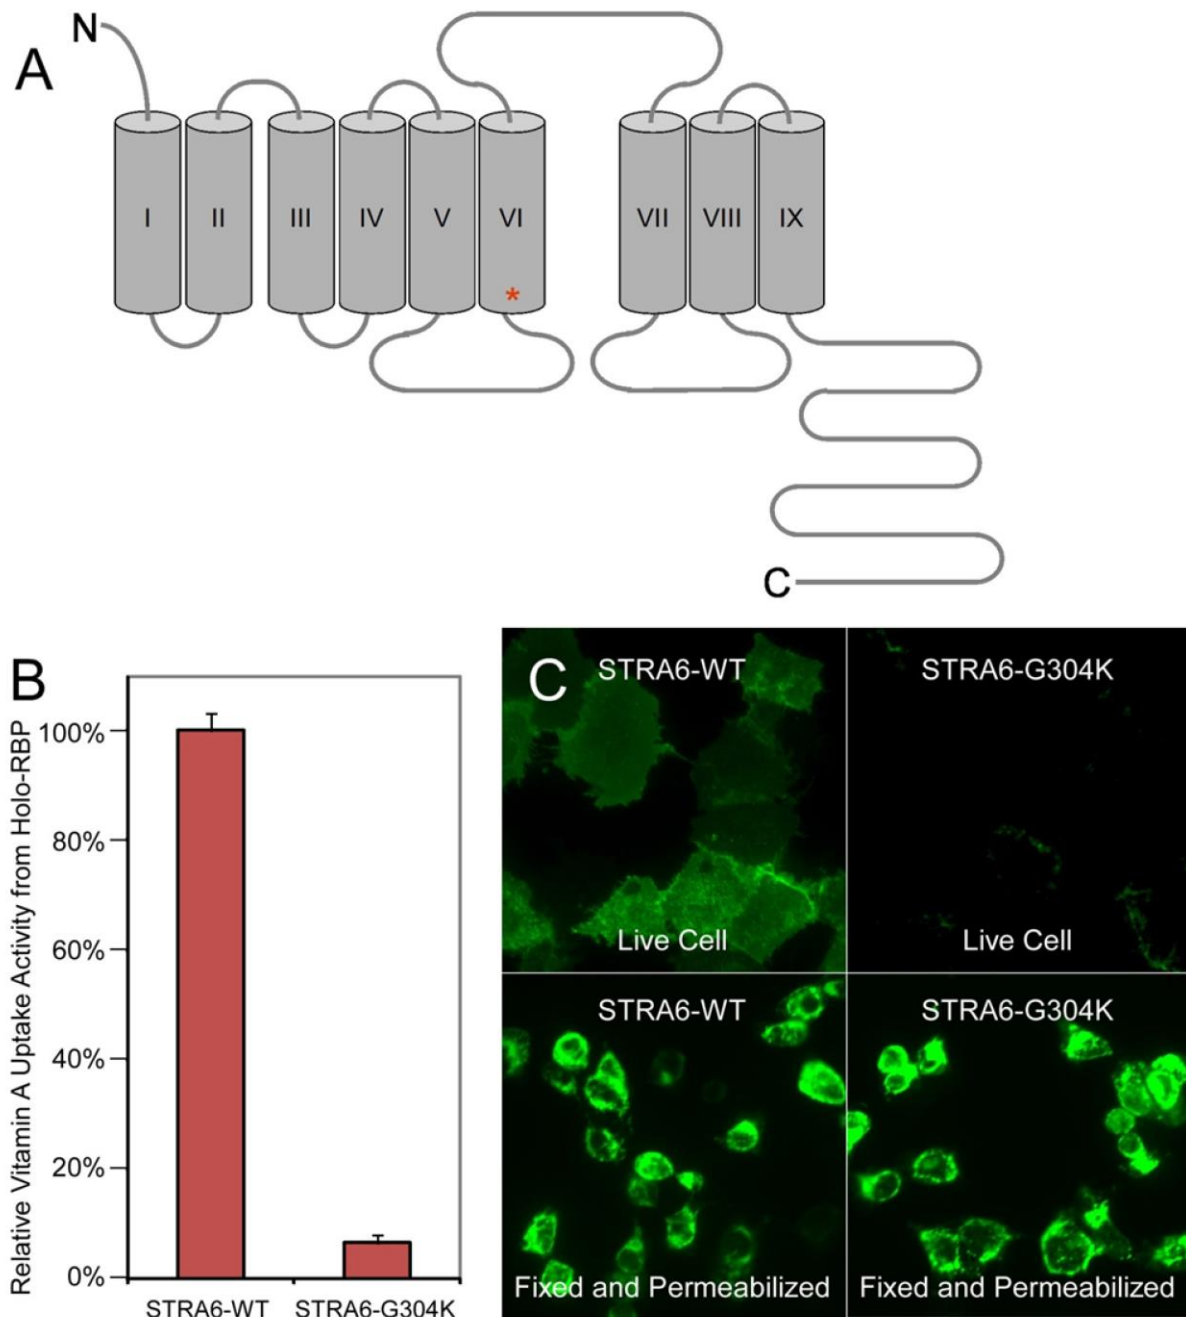 A
N
I II III IV V VI VII VIII IX
*
C
B
Relative Vitamin A Uptake Activity from Holo-RBP
100%
80%
60%
40%
20%
0%
STRA6-WT STRA6-G304K
C
STRA6-WT
Live Cell
STRA6-G304K
Live Cell
STRA6-WT
Fixed and Permeabilized
STRA6-G304K
Fixed and Permeabilized